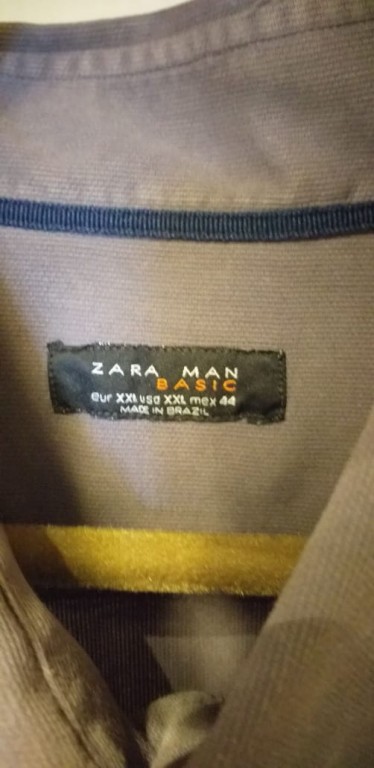 ZARA MAN
BASIC
eur XXL usa XXL mex 44
MADE IN BRAZIL